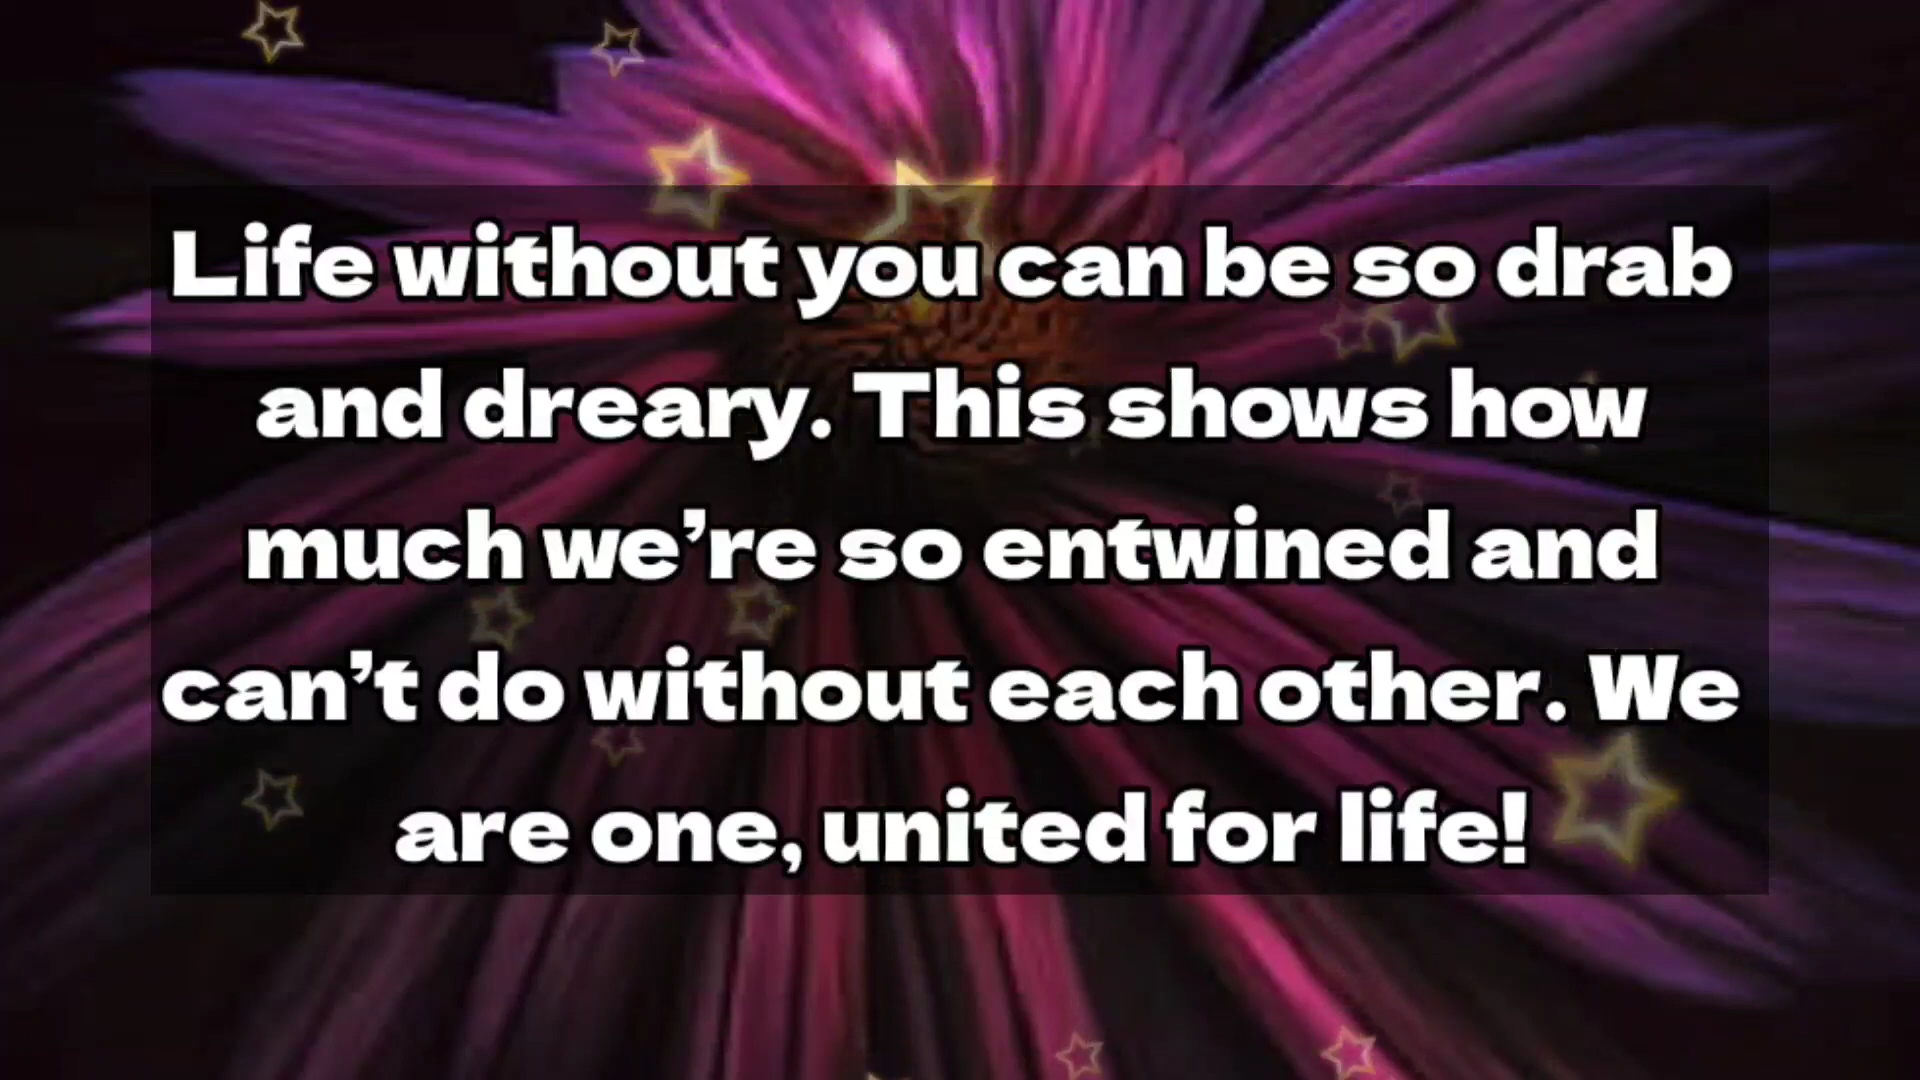 Life without you can be so drab
and dreary. This shows how
much we’re so entwined and
can’t do without each other. We
are one, united for life!